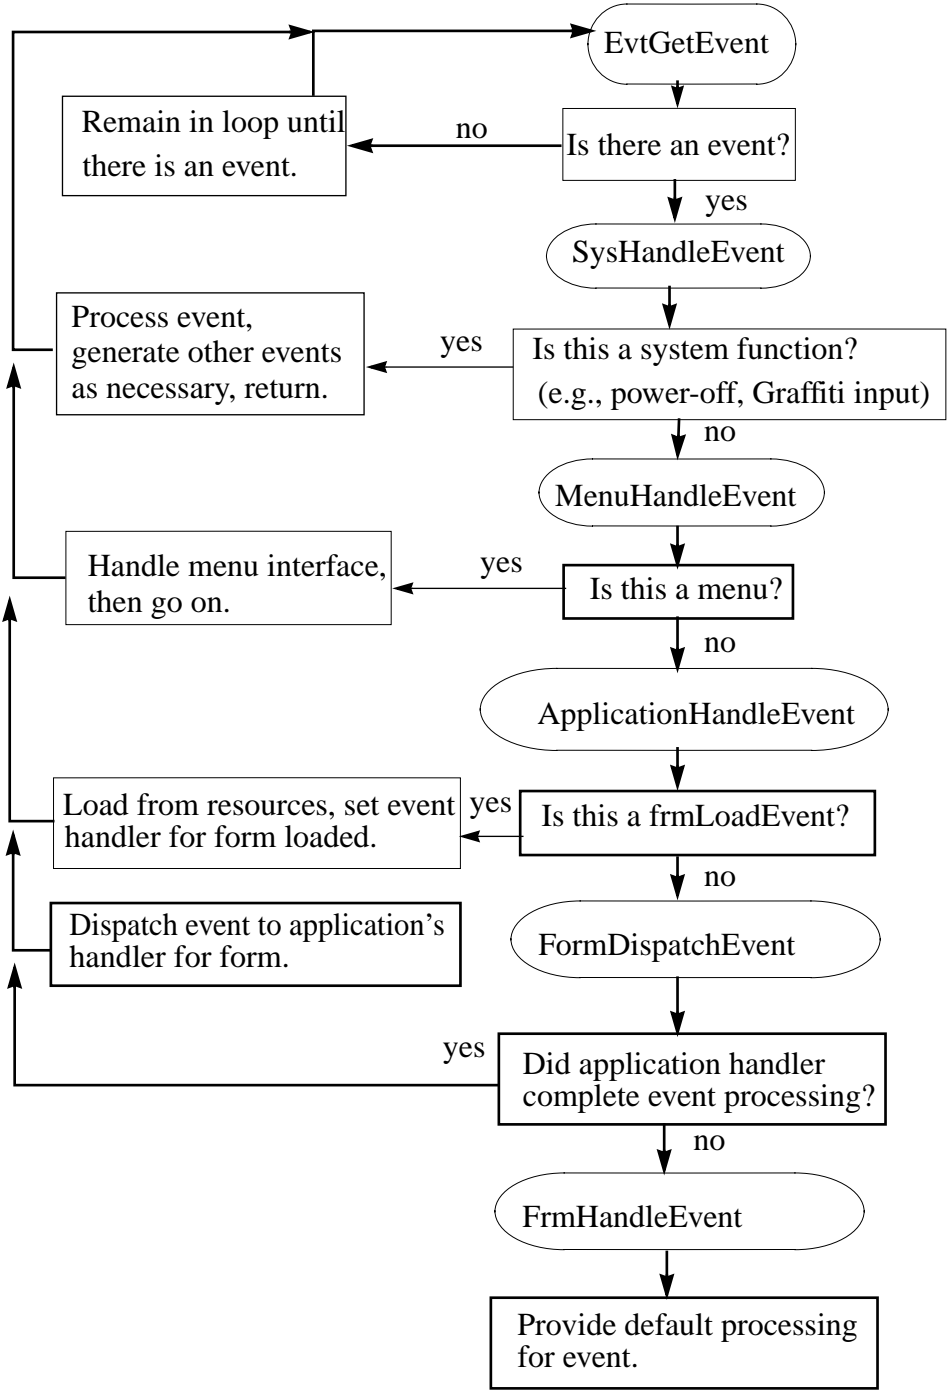 EvtGetEvent
Remain in loop until
there is an event.
no
Is there an event?
yes
SysHandleEvent
Process event,
generate other events
as necessary, return.
yes
Is this a system function?
(e.g., power-off, Graffiti input)
no
MenuHandleEvent
Handle menu interface,
then go on.
yes
Is this a menu?
no
ApplicationHandleEvent
Load from resources, set event
handler for form loaded.
yes
Is this a frmLoadEvent?
no
Dispatch event to application’s
handler for form.
FormDispatchEvent
yes
Did application handler
complete event processing?
no
FrmHandleEvent
Provide default processing
for event.